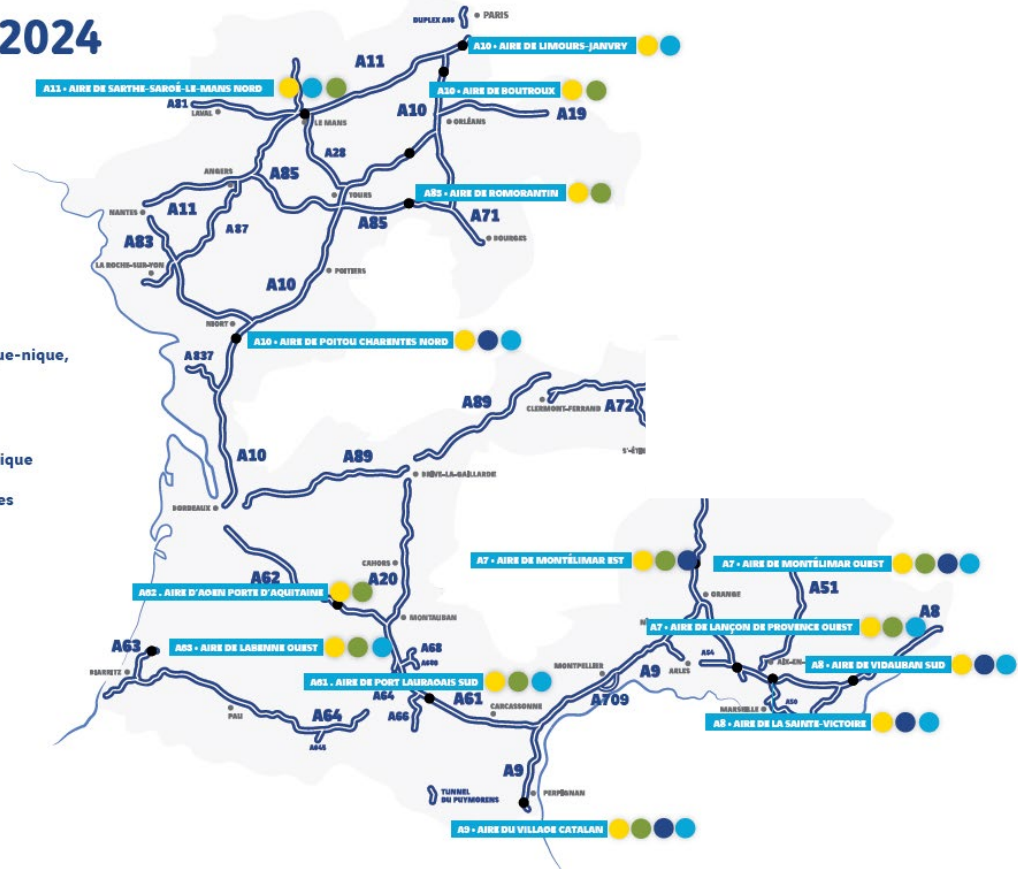 2024
DUPLEX A86
PARIS
A10 • AIRE DE LIMOURS-JANVRY
A11
A11 • AIRE DE SARTHE-SARGÉ-LE-MANS NORD
A10 • AIRE DE BOUTROUX
A81
LAVAL
LE MANS
A10
ORLÉANS
A19
A28
ANGERS
A85
TOURS
A85 • AIRE DE ROMORANTIN
NANTES
A11
A87
A85
A71
A83
BOURGES
LA ROCHE-SUR-YON
POITIERS
A10
NIORT
A10 • AIRE DE POITOU CHARENTES NORD
ue-nique,
A837
A89
CLERMONT-FERRAND
A72
A10
A89
ique
BRIVE-LA-GAILLARDE
es
BORDEAUX
CAHORS
A7 • AIRE DE MONTÉLIMAR EST
A7 • AIRE DE MONTÉLIMAR OUEST
A62
A20
A51
A62 . AIRE D'AGEN PORTE D'AQUITAINE
ORANGE
MONTAUBAN
A8
A7 • AIRE DE LANÇON DE PROVENCE OUEST
A63
A63 • AIRE DE LABENNE OUEST
A68
A680
A54
BIARRITZ
MONTPELLIER
A9
ARLES
AIX-EN-
A8 • AIRE DE VIDAUBAN SUD
A61 . AIRE DE PORT LAURAGAIS SUD
A64
A61
A709
A50
PAU
A64
A66
CARCASSONNE
MARSEILLE
A8 • AIRE DE LA SAINTE-VICTOIRE
A645
A9
TUNNEL
DU PUYMORENS
PERPIGNAN
A9 • AIRE DU VILLAGE CATALAN